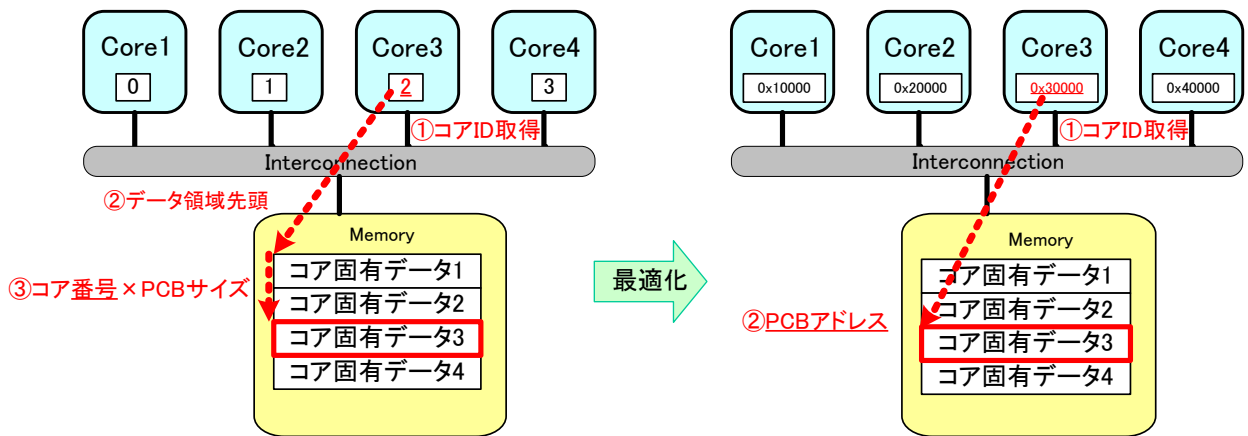 Core1
Core2
Core3
Core4
0
1
2
3
①コアID取得
Interconnection
②データ領域先頭
Memory
コア固有データ1
コア固有データ2
コア固有データ3
コア固有データ4
③コア番号×PCBサイズ
最適化
Core1
Core2
Core3
Core4
0x10000
0x20000
0x30000
0x40000
①コアID取得
Interconnection
Memory
コア固有データ1
コア固有データ2
コア固有データ3
コア固有データ4
②PCBアドレス